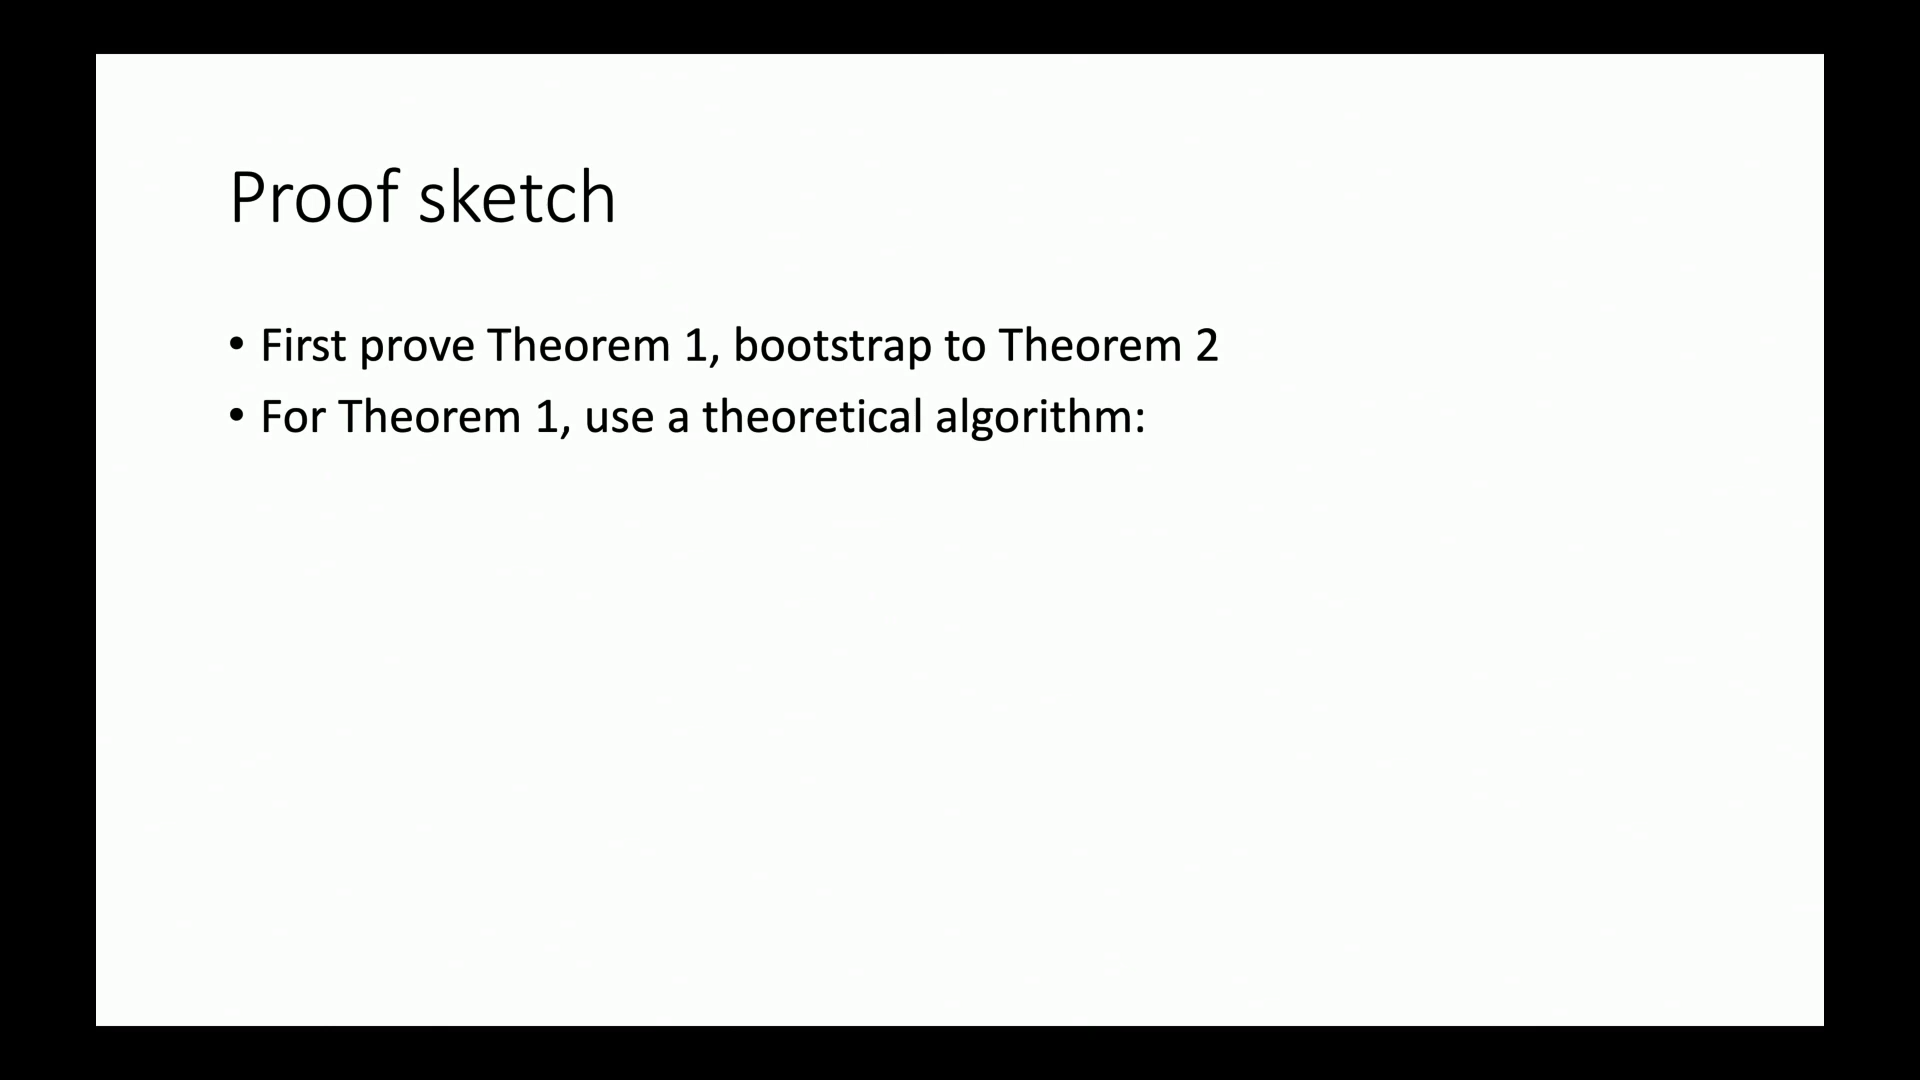 Proof sketch
• First prove Theorem 1, bootstrap to Theorem 2
• For Theorem 1, use a theoretical algorithm: